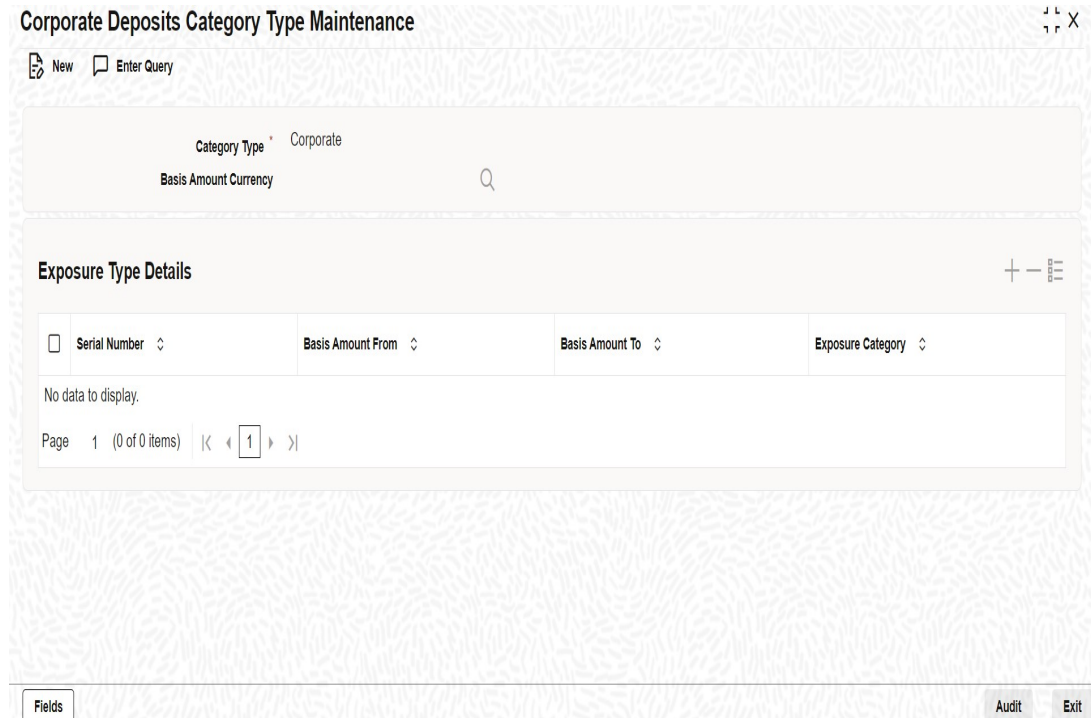 Corporate Deposits Category Type Maintenance
New Enter Query
Category Type * Corporate
Basis Amount Currency
Exposure Type Details
Serial Number Basis Amount From Basis Amount To Exposure Category
No data to display.
Page 1 (0 of 0 items) 1
Fields Audit Exit